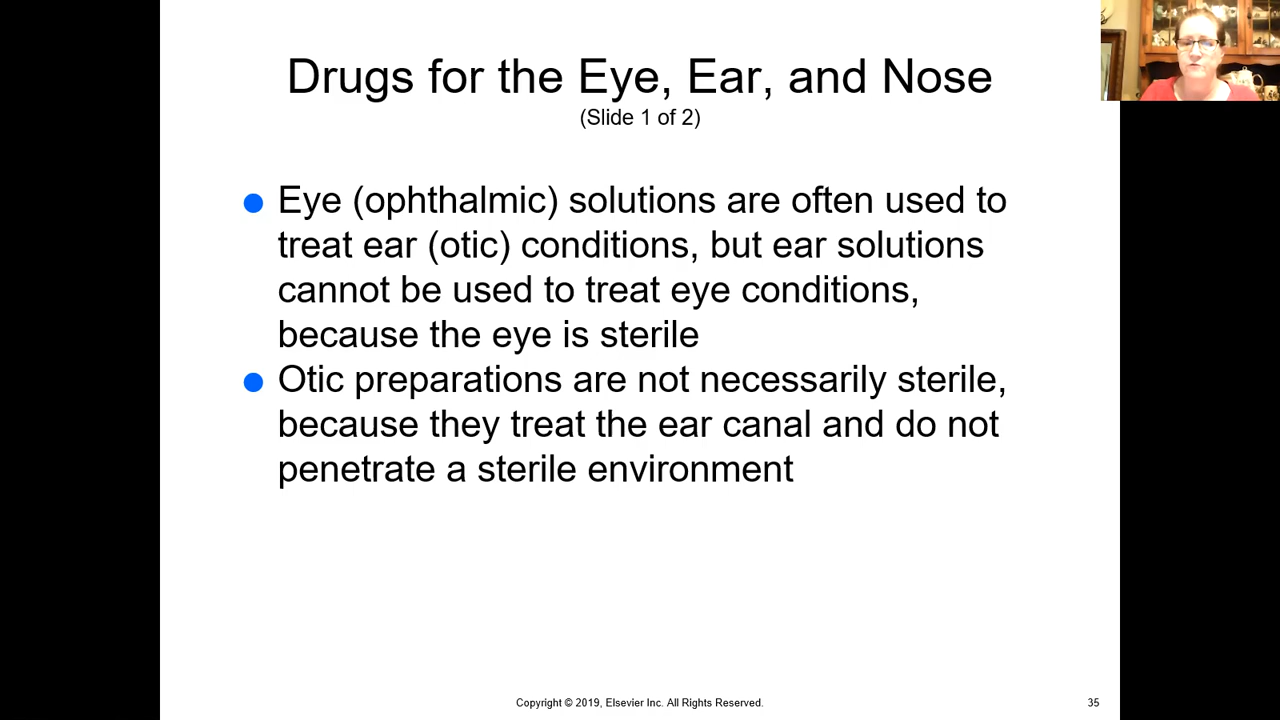 Drugs for the Eye, Ear, and Nose
(Slide 1 of 2)
Eye (ophthalmic) solutions are often used to
treat ear (otic) conditions, but ear solutions
cannot be used to treat eye conditions,
because the eye is sterile
Otic preparations are not necessarily sterile,
because they treat the ear canal and do not
penetrate a sterile environment
Copyright © 2019, Elsevier Inc. All Rights Reserved.
35